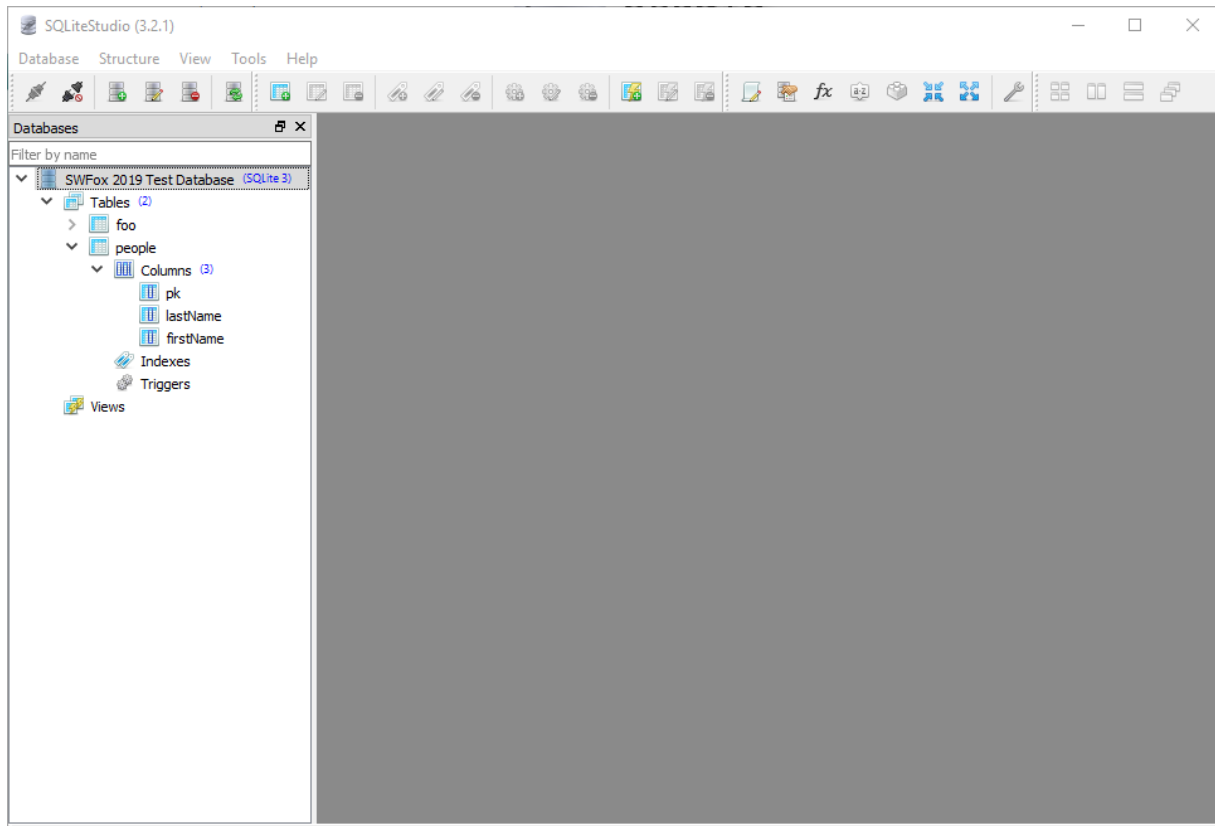 SQLiteStudio (3.2.1)
Database Structure View Tools Help
fx a-z
Databases
Filter by name
SWFox 2019 Test Database (SQLite 3)
Tables (2)
foo
people
Columns (3)
pk
lastName
firstName
Indexes
Triggers
Views